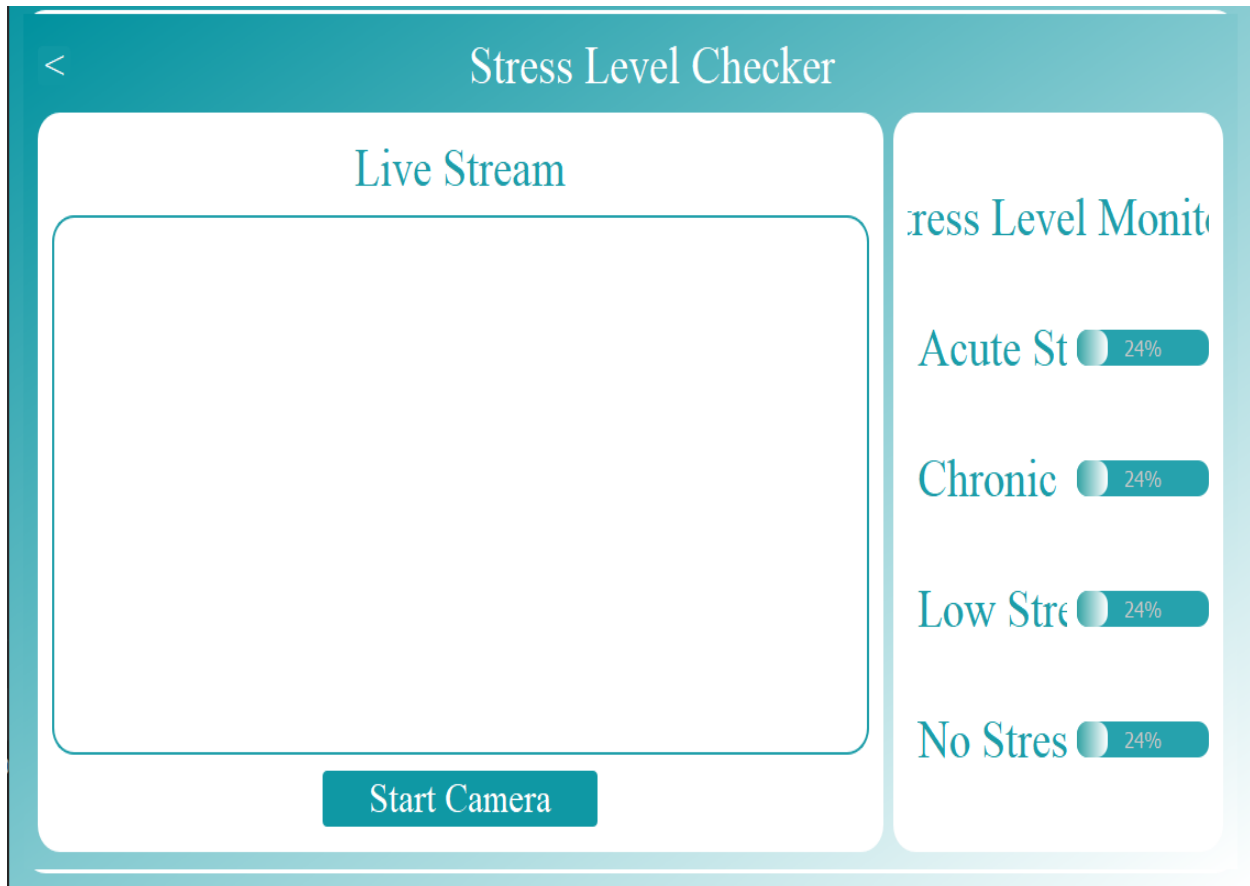 <
Stress Level Checker
Live Stream
Start Camera
ress Level Monit
Acute St
24%
Chronic
24%
Low Stre
24%
No Stres
24%